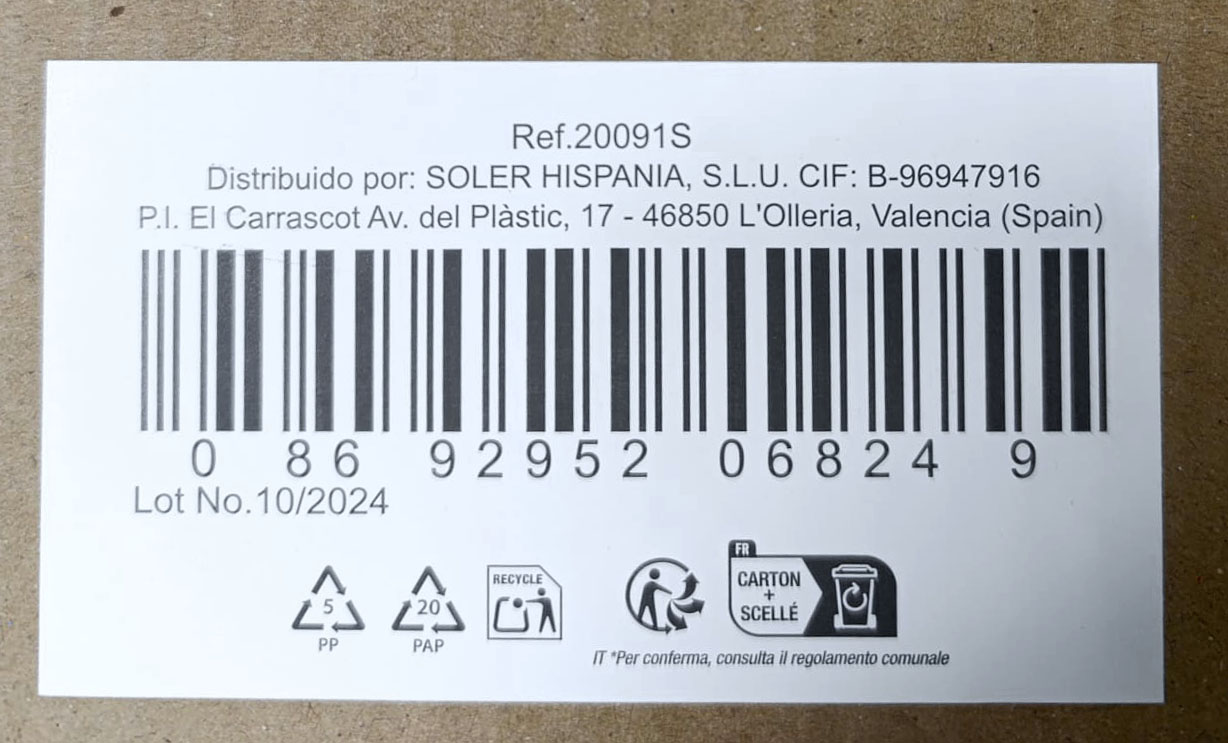 Ref.20091S
Distribuido por: SOLER HISPANIA, S.L.U. CIF: B-96947916
P.I. El Carrascot Av. del Plàstic, 17 - 46850 L'Olleria, Valencia (Spain)
0 86 92952 06824 9
Lot No.10/2024
5
PP
20
PAP
RECYCLE
FR
CARTON
+
SCELLÉ
IT *Per conferma, consulta il regolamento comunale